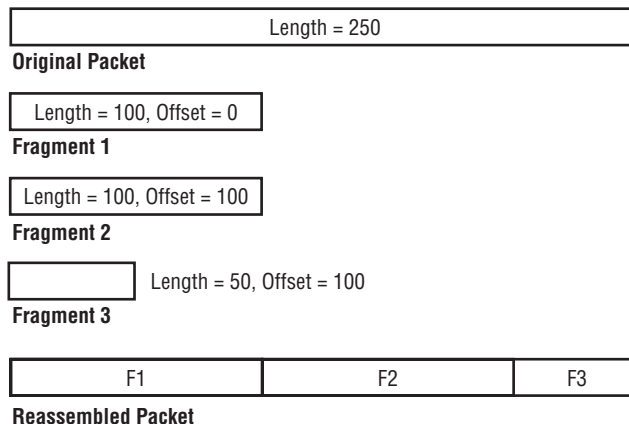 Length = 250
Original Packet
Length = 100, Offset = 0
Fragment 1
Length = 100, Offset = 100
Fragment 2
Length = 50, Offset = 100
Fragment 3
F1 F2 F3
Reassembled Packet